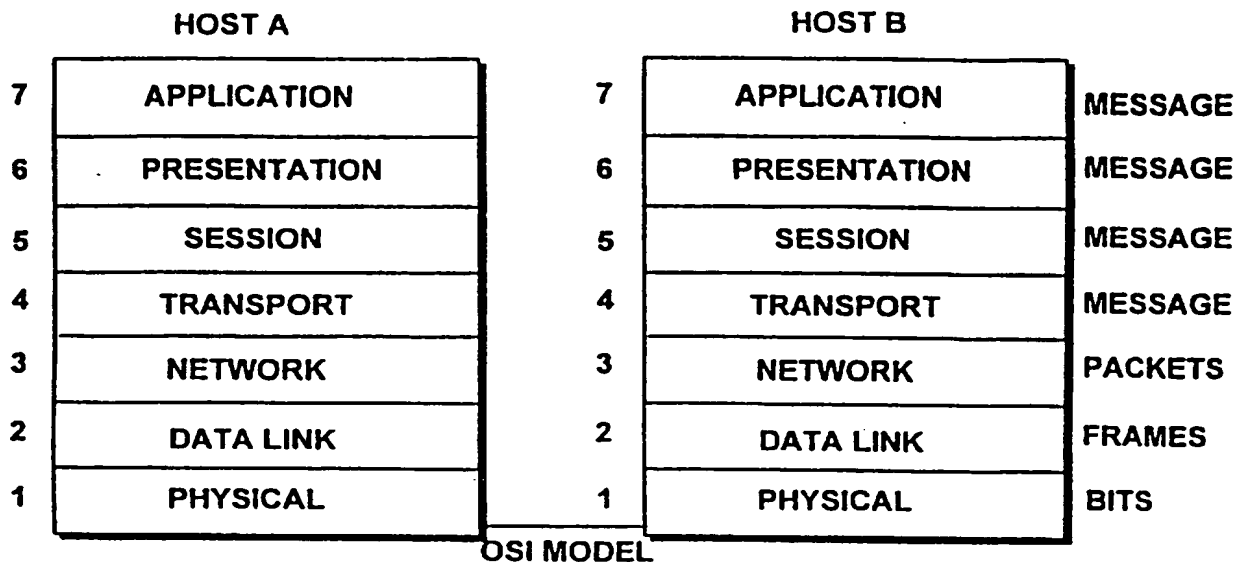 HOST A HOST B
7 APPLICATION 7 APPLICATION MESSAGE
6 PRESENTATION 6 PRESENTATION MESSAGE
5 SESSION 5 SESSION MESSAGE
4 TRANSPORT 4 TRANSPORT MESSAGE
3 NETWORK 3 NETWORK PACKETS
2 DATA LINK 2 DATA LINK FRAMES
1 PHYSICAL 1 PHYSICAL BITS
OSI MODEL